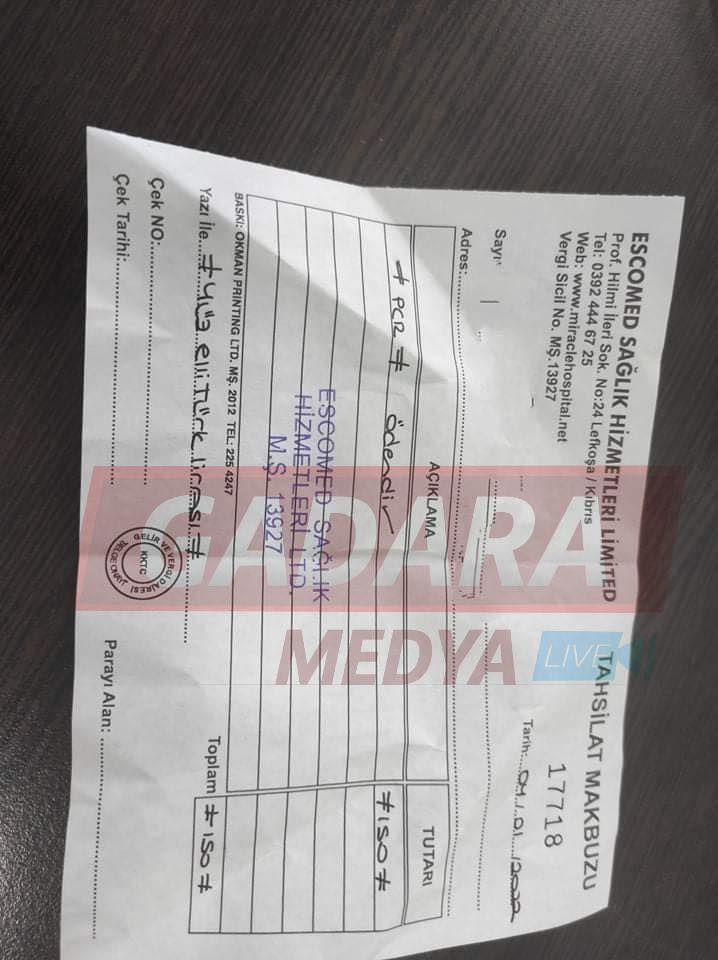 ESCOMED SAĞLIK HİZMETLERİ LİMİTED
Prof. Hilmi İleri Sok. No:24 Lefkoşa / Kıbrıs
Tel: 0392 444 67 25
Web: www.miraclehospital.net
Vergi Sicil No. MŞ.13927
TAHSİLAT MAKBUZU
17718
Tarih:
Sayın
Adres:
AÇIKLAMA TUTARI
≠ PCR ≠ ödendir ≠150≠
ESCOMED SAĞLIK
HİZMETLERİ LTD.
M.Ş. 13927
BASKI: OKMAN PRINTING LTD. MŞ. 2012 TEL: 225 4247
Toplam ≠150≠
Yazı ile ≠ yüz elli Türk lirası ≠
Çek NO:
Çek Tarihi:
Parayı Alan:
GELİR VE VERGİ DAİRESİ
KKTC
GADARA
MEDYA
LIVE